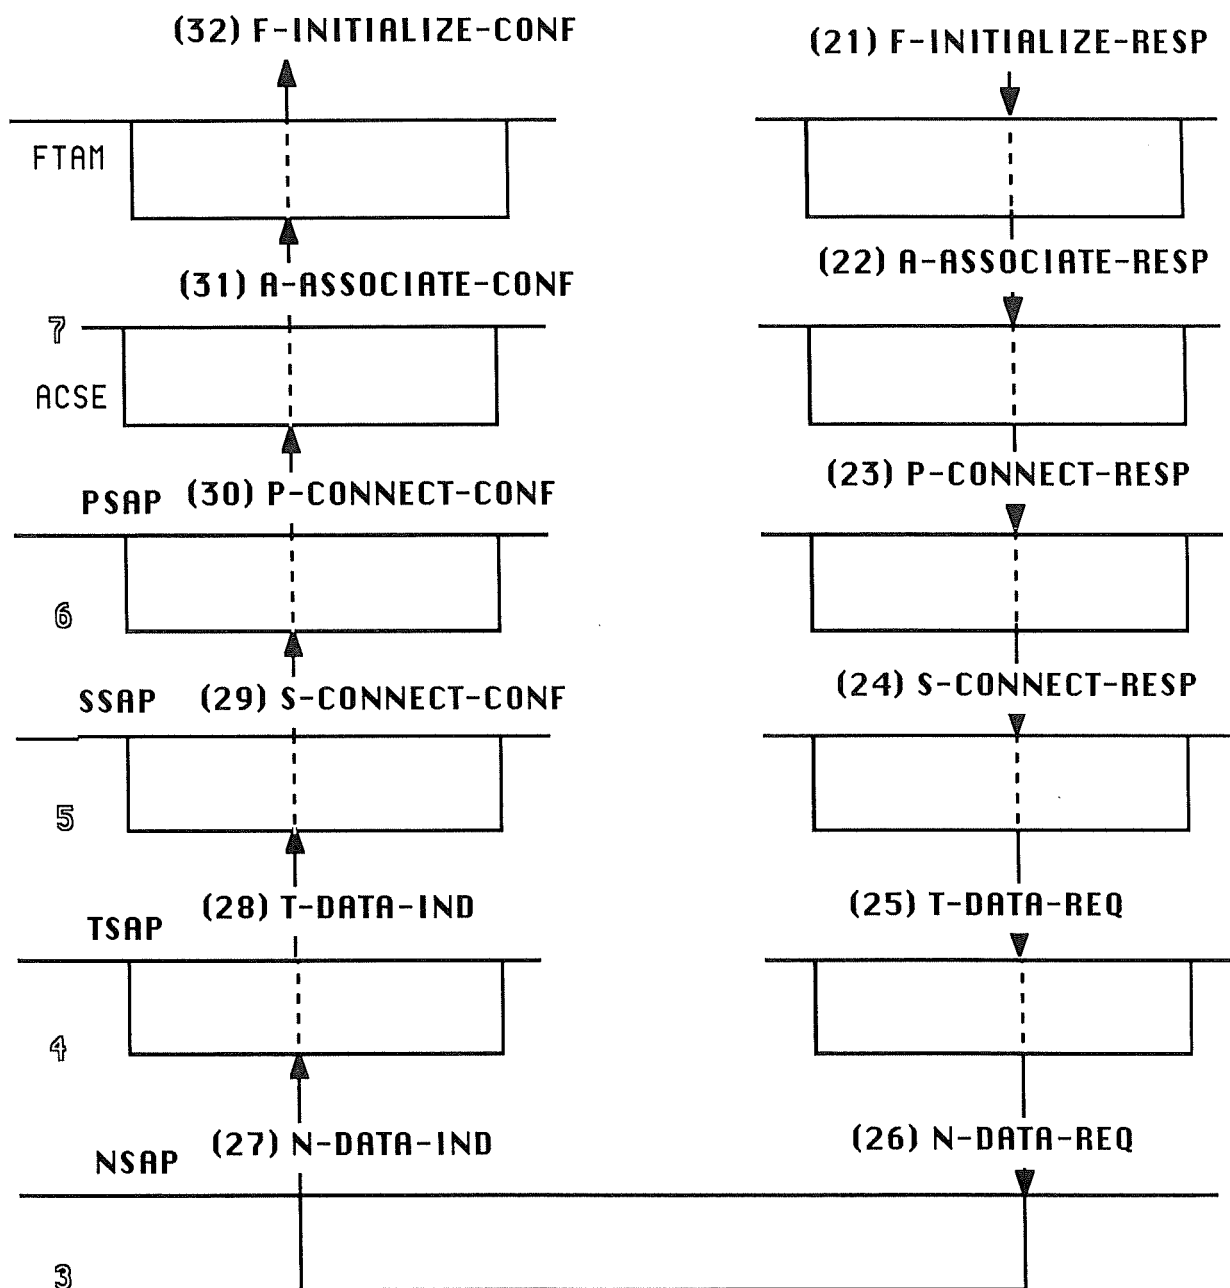 (32) F-INITIALIZE-CONF
(21) F-INITIALIZE-RESP
FTAM
(22) A-ASSOCIATE-RESP
(31) A-ASSOCIATE-CONF
7
ACSE
(23) P-CONNECT-RESP
PSAP (30) P-CONNECT-CONF
6
(24) S-CONNECT-RESP
SSAP (29) S-CONNECT-CONF
5
(28) T-DATA-IND
(25) T-DATA-REQ
TSAP
4
(27) N-DATA-IND
(26) N-DATA-REQ
NSAP
3